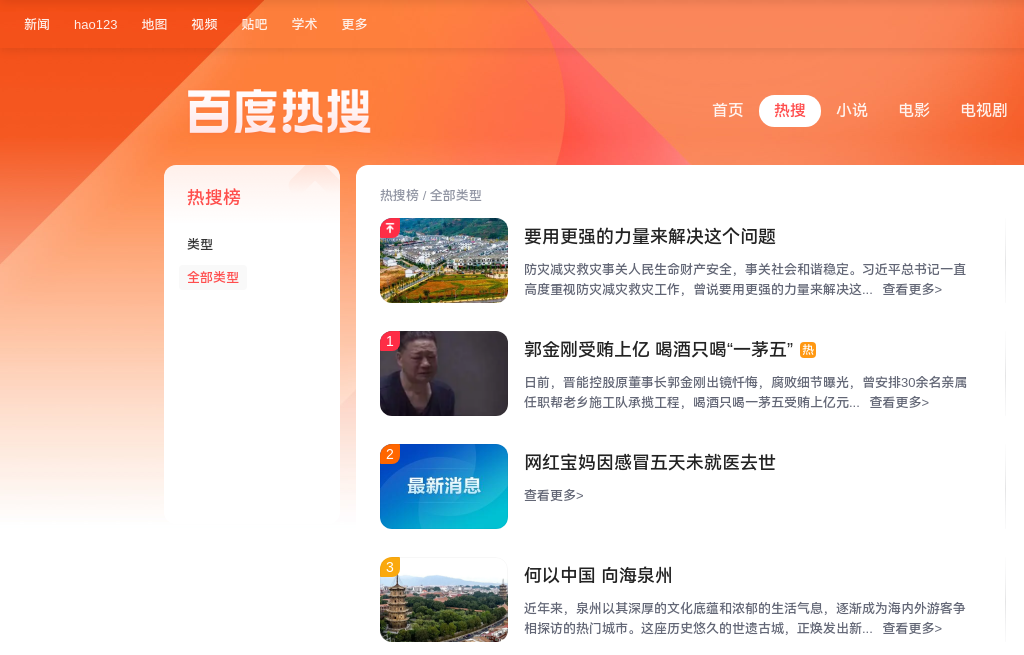 新闻 hao123 地图 视频 贴吧 学术 更多
百度热搜
首页 热搜 小说 电影 电视剧
热搜榜
类型
全部类型
热搜榜 / 全部类型
要用更强的力量来解决这个问题
防灾减灾救灾事关人民生命财产安全，事关社会和谐稳定。习近平总书记一直
高度重视防灾减灾救灾工作，曾说要用更强的力量来解决这... 查看更多>
1
郭金刚受贿上亿 喝酒只喝“一茅五” 热
日前，晋能控股原董事长郭金刚出镜忏悔，腐败细节曝光，曾安排30余名亲属
任职帮老乡施工队承揽工程，喝酒只喝一茅五受贿上亿元... 查看更多>
2
最新消息
网红宝妈因感冒五天未就医去世
查看更多>
3
何以中国 向海泉州
近年来，泉州以其深厚的文化底蕴和浓郁的生活气息，逐渐成为海内外游客争
相探访的热门城市。这座历史悠久的世遗古城，正焕发出新... 查看更多>